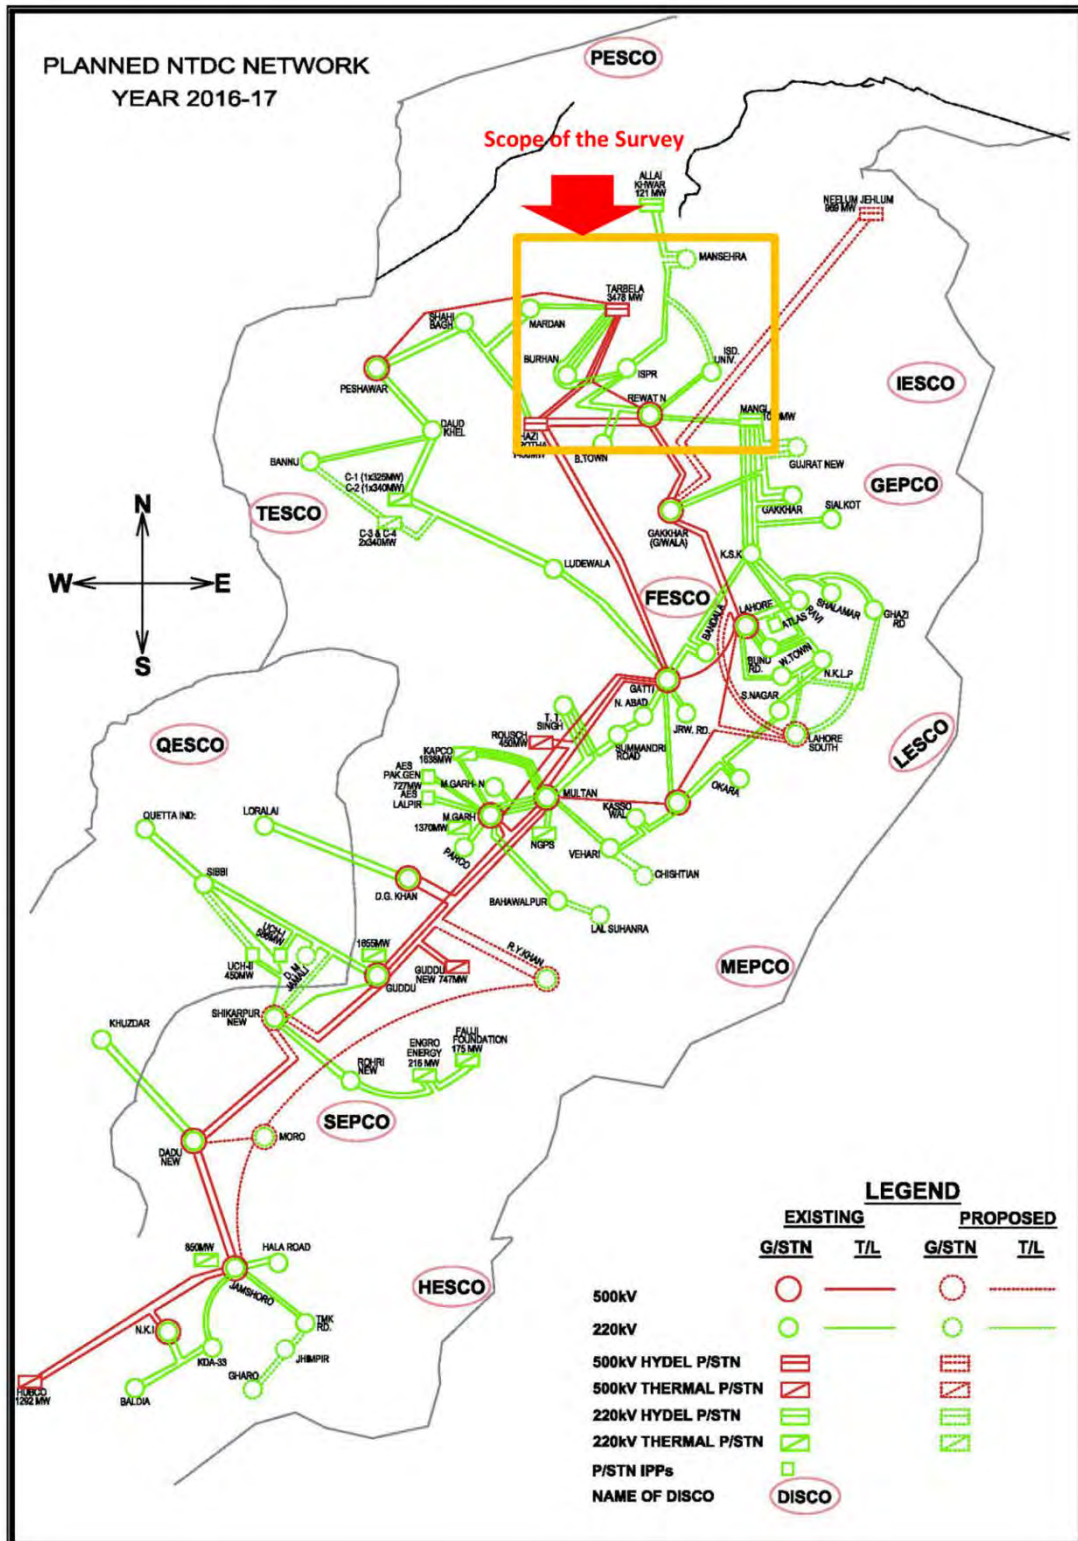 PLANNED NTDC NETWORK
YEAR 2016-17
PESCO
Scope of the Survey
ALLAI
KHWAR
121 MW
NEELUM JEHLUM
969 MW
MANSEHRA
TARBELA
3478 MW
SHAHI
BAGH
MARDAN
BURHAN
ISPR
ISD.
UNIV.
PESHAWAR
REWAT N
IESCO
DAUD
KHEL
B.TOWN
BANNU
GUJRAT NEW
C-1 (1x325MW)
C-2 (1x340MW)
GEPCO
TESCO
GAKKHAR
SIALKOT
C-3 & C-4
2x340MW
GAKKHAR
(G/WALA)
N
W
E
S
K.S.K
LUDEWALA
FESCO
BANDALA
LAHORE
ATLAS
RAVI
SHALAMAR
GHAZI
RD
BUND
RD.
W.TOWN
N.K.L.P
GATTI
S.NAGAR
N. ABAD
JRW. RD.
LAHORE
SOUTH
LESCO
T. T.
SINGH
SUMMANDRI
ROAD
QESCO
ROUSCH
450MW
KAPCO
1638MW
AES
PAK.GEN
727MW
AES
LALPIR
M.GARH-N
MULTAN
OKARA
M.GARH
1370MW
KASSO
WAL
NGPS
VEHARI
PARCO
CHISHTIAN
QUETTA IND:
LORALAI
SIBBI
D.G. KHAN
BAHAWALPUR
LAL SUHANRA
UCH-I
586MW
UCH-II
450MW
D. M
JAMALI
1655MW
GUDDU
GUDDU
NEW 747MW
R.Y.KHAN
MEPCO
SHIKARPUR
NEW
KHUZDAR
ROHRI
NEW
ENGRO
ENERGY
216 MW
FAUJI
FOUNDATION
175 MW
SEPCO
DADU
NEW
MORO
850MW
HALA ROAD
JAMSHORO
HESCO
N.K.I
TMK
RD.
KDA-33
JHIMPIR
GHARO
BALDIA
HUBCO
1292 MW
LEGEND
EXISTING PROPOSED
G/STN T/L G/STN T/L
500kV
220kV
500kV HYDEL P/STN
500kV THERMAL P/STN
220kV HYDEL P/STN
220kV THERMAL P/STN
P/STN IPPs
NAME OF DISCO DISCO